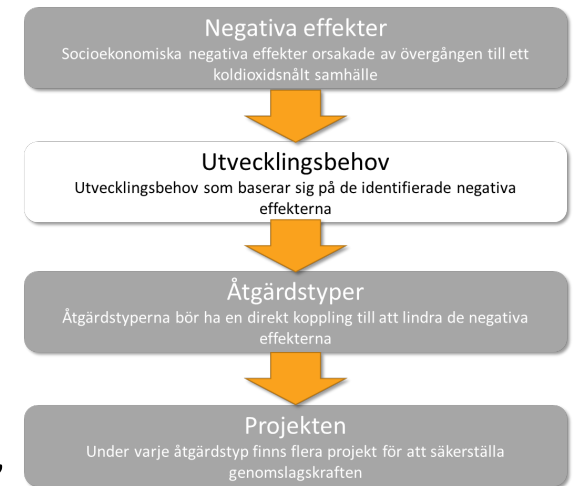 Negativa effekter
Socioekonomiska negativa effekter orsakade av övergången till ett
koldioxidsnålt samhälle
Utvecklingsbehov
Utvecklingsbehov som baserar sig på de identifierade negativa
effekterna
Åtgärdstyper
Åtgärdstyperna bör ha en direkt koppling till att lindra de negativa
effekterna
Projekten
Under varje åtgärdstyp finns flera projekt för att säkerställa
genomslagskraften
,